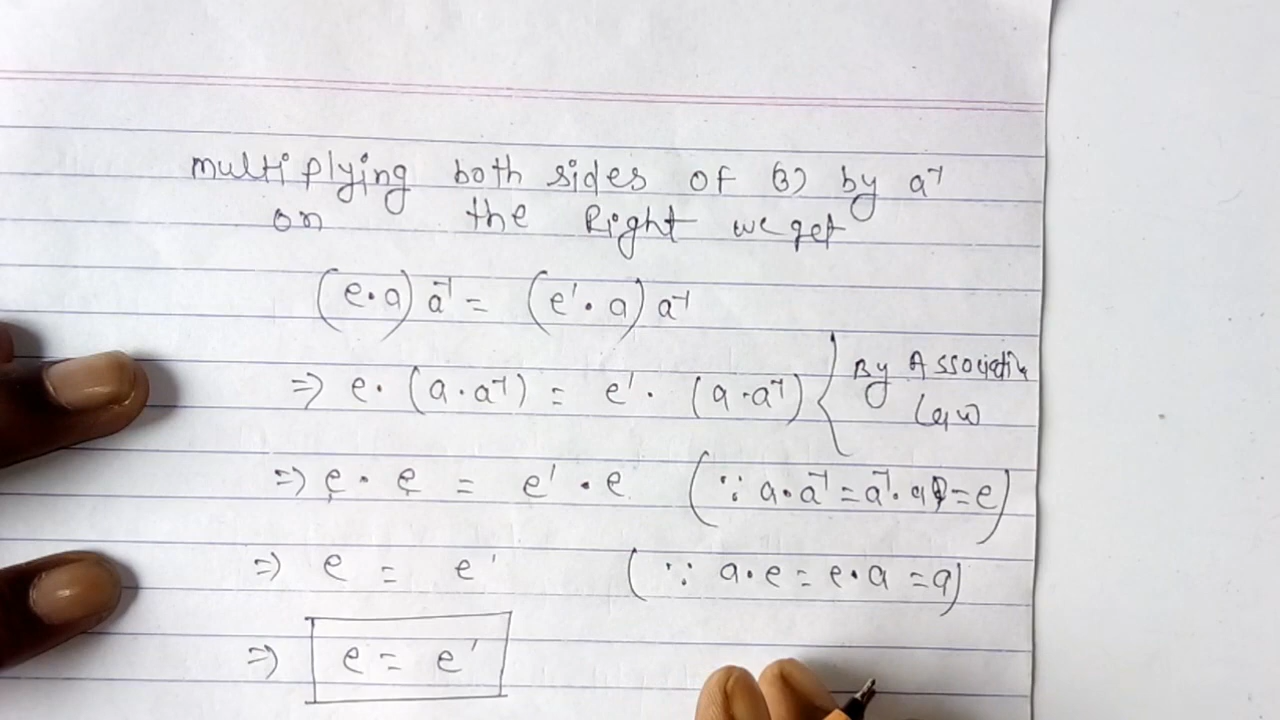 multiplying both sides of (3) by a⁻¹
on the Right we get
(e·a) a⁻¹ = (e'·a) a⁻¹
⇒ e·(a·a⁻¹) = e'·(a·a⁻¹) { By Associative Law
⇒ e·e = e'·e (∵ a·a⁻¹ = a⁻¹·a = e)
⇒ e = e' (∵ a·e = e·a = a)
⇒ e = e'